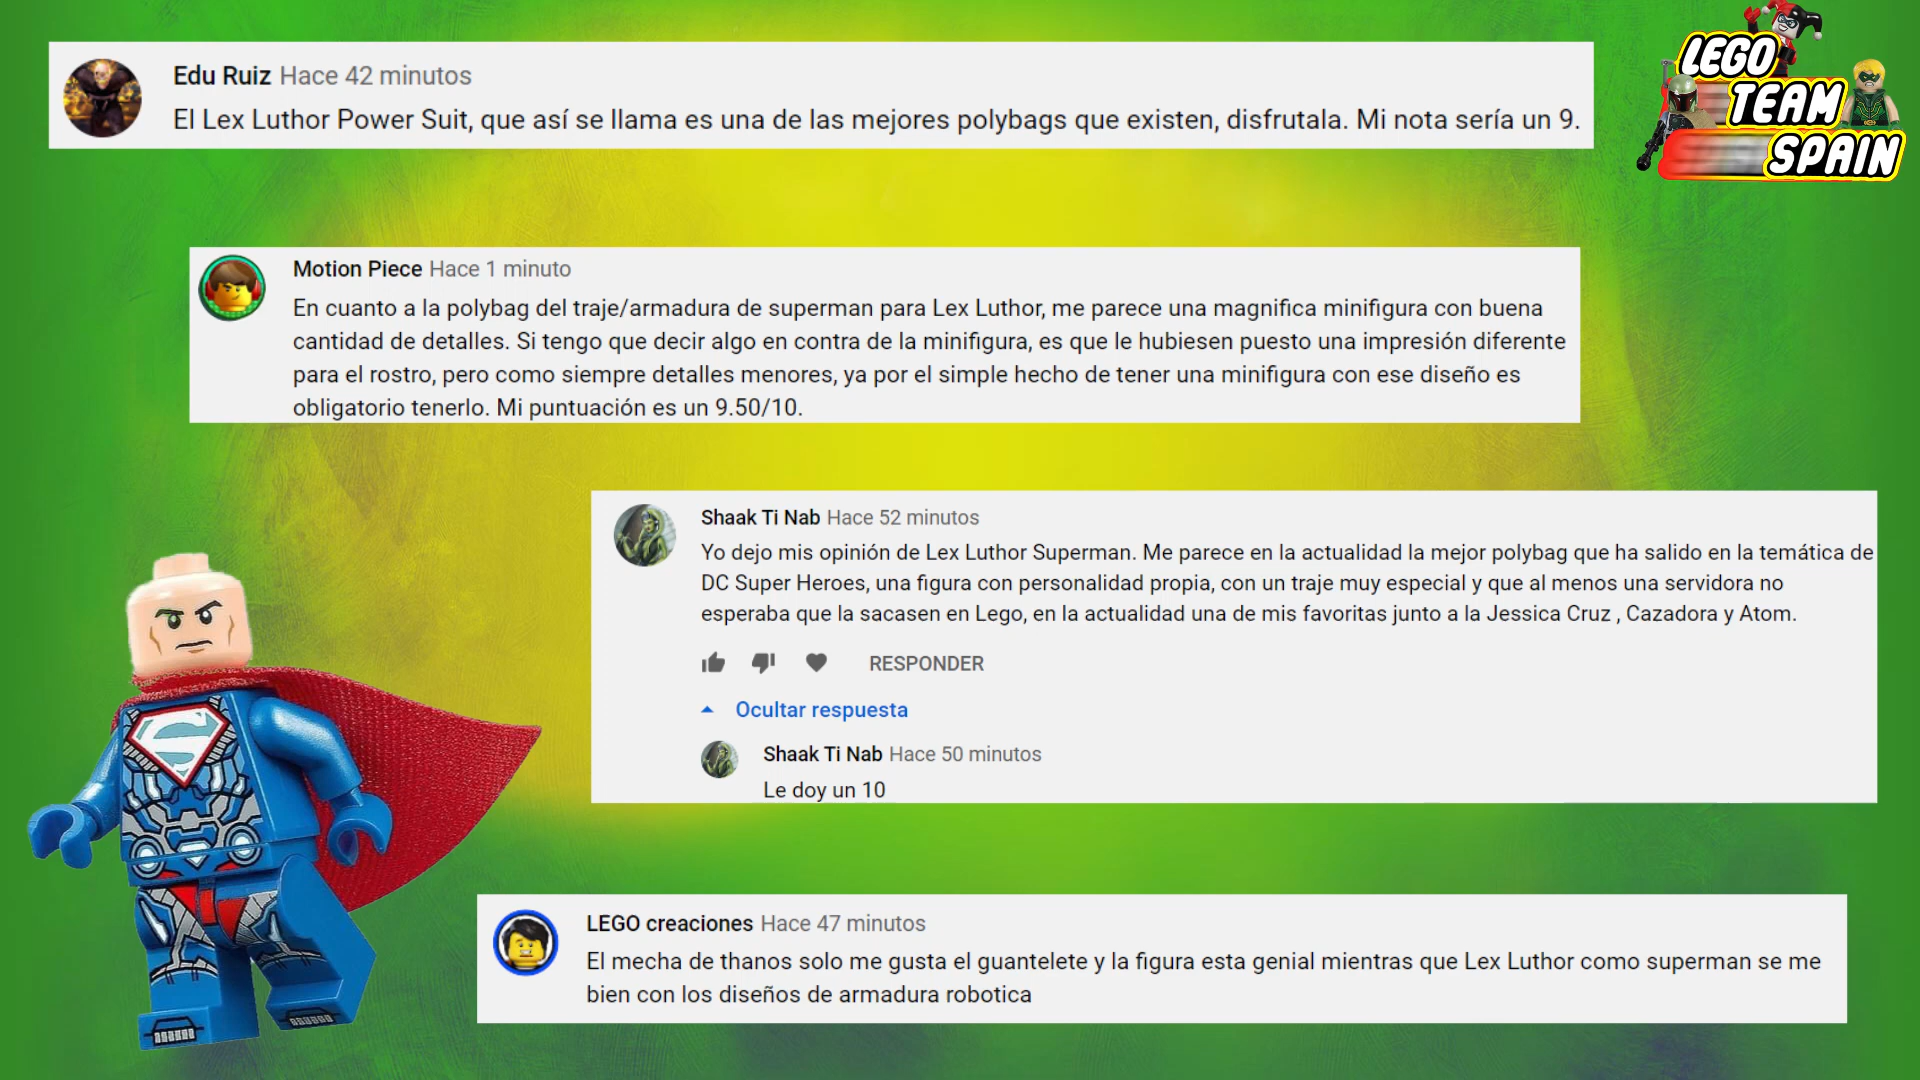 LEGO
TEAM
SPAIN
Edu Ruiz Hace 42 minutos
El Lex Luthor Power Suit, que así se llama es una de las mejores polybags que existen, disfrutala. Mi nota sería un 9.
Motion Piece Hace 1 minuto
En cuanto a la polybag del traje/armadura de superman para Lex Luthor, me parece una magnifica minifigura con buena
cantidad de detalles. Si tengo que decir algo en contra de la minifigura, es que le hubiesen puesto una impresión diferente
para el rostro, pero como siempre detalles menores, ya por el simple hecho de tener una minifigura con ese diseño es
obligatorio tenerlo. Mi puntuación es un 9.50/10.
Shaak Ti Nab Hace 52 minutos
Yo dejo mis opinión de Lex Luthor Superman. Me parece en la actualidad la mejor polybag que ha salido en la temática de
DC Super Heroes, una figura con personalidad propia, con un traje muy especial y que al menos una servidora no
esperaba que la sacasen en Lego, en la actualidad una de mis favoritas junto a la Jessica Cruz , Cazadora y Atom.
RESPONDER
Ocultar respuesta
Shaak Ti Nab Hace 50 minutos
Le doy un 10
LEGO creaciones Hace 47 minutos
El mecha de thanos solo me gusta el guantelete y la figura esta genial mientras que Lex Luthor como superman se me
bien con los diseños de armadura robotica